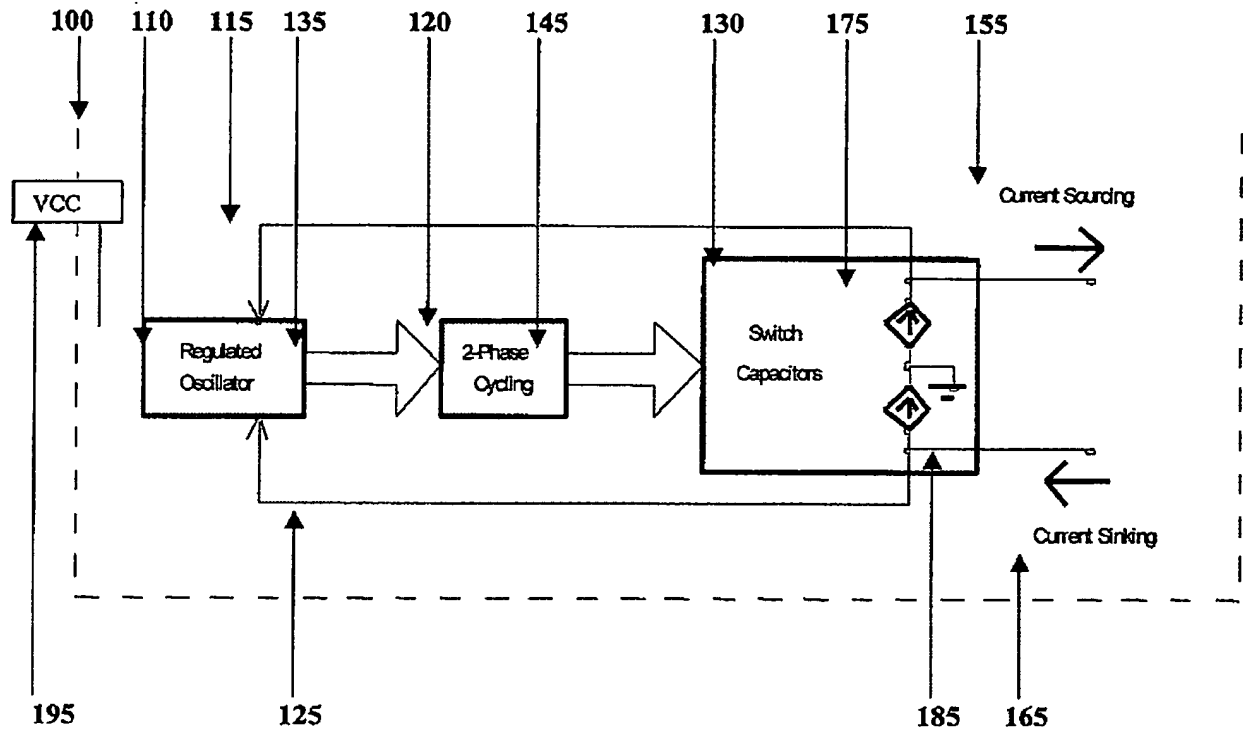 100 110 115 135 120 145 130 175 155
VCC
Current Sourcing
Regulated
Oscillator
2-Phase
Cycling
Switch
Capacitors
Current Sinking
195 125 185 165